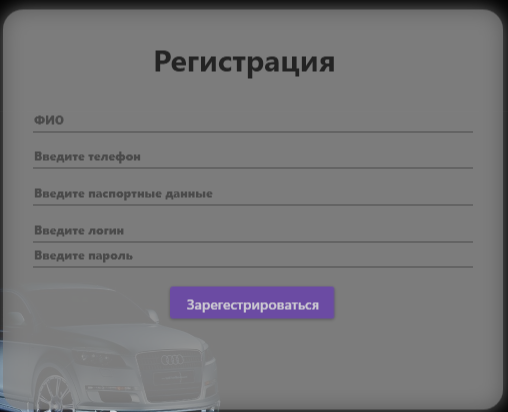 Регистрация
ФИО
Введите телефон
Введите паспортные данные
Введите логин
Введите пароль
Зарегестрироваться